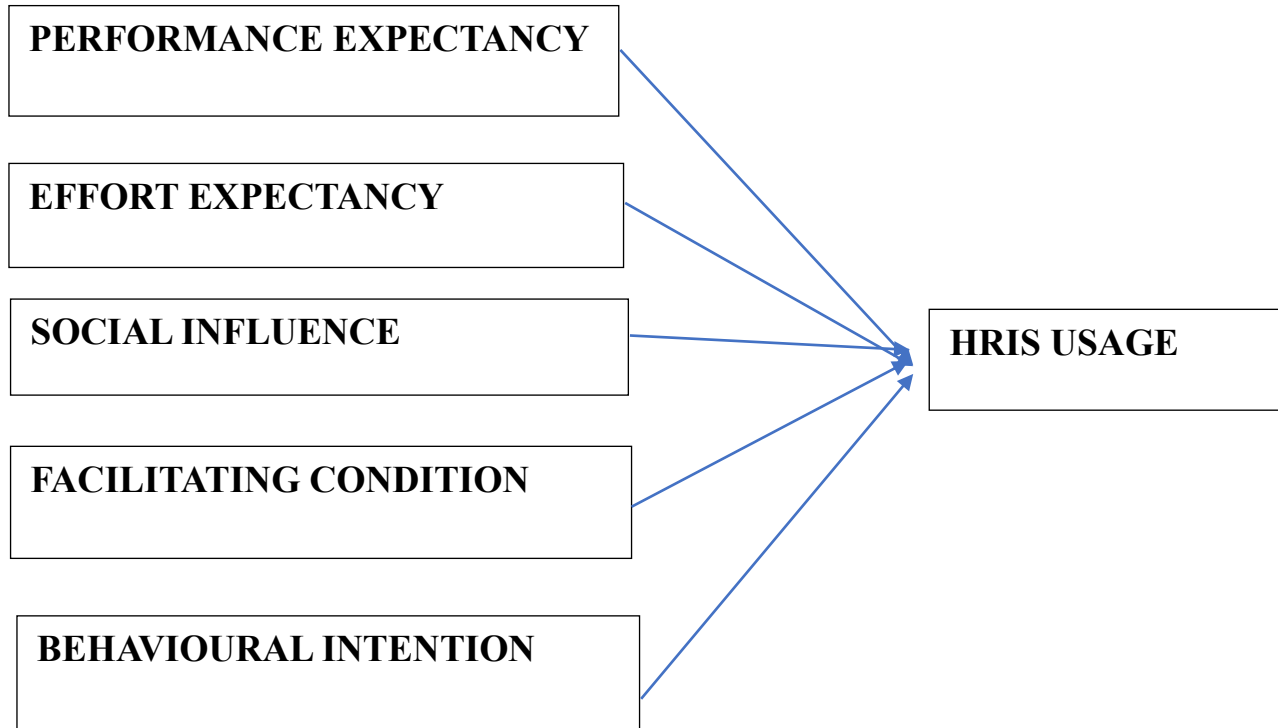 PERFORMANCE EXPECTANCY
EFFORT EXPECTANCY
SOCIAL INFLUENCE
HRIS USAGE
FACILITATING CONDITION
BEHAVIOURAL INTENTION